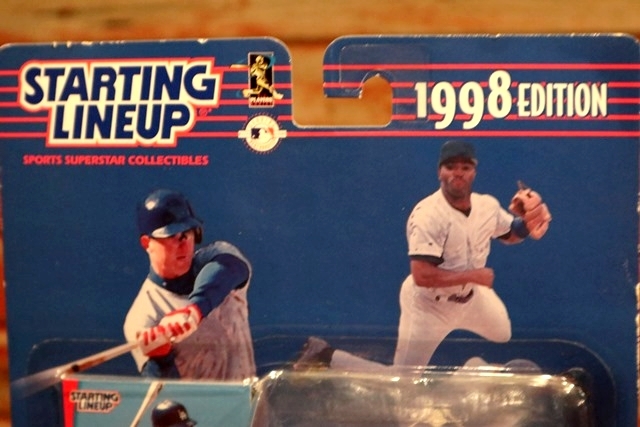 STARTING
LINEUP
SPORTS SUPERSTAR COLLECTIBLES
1998 EDITION
STARTING
LINEUP